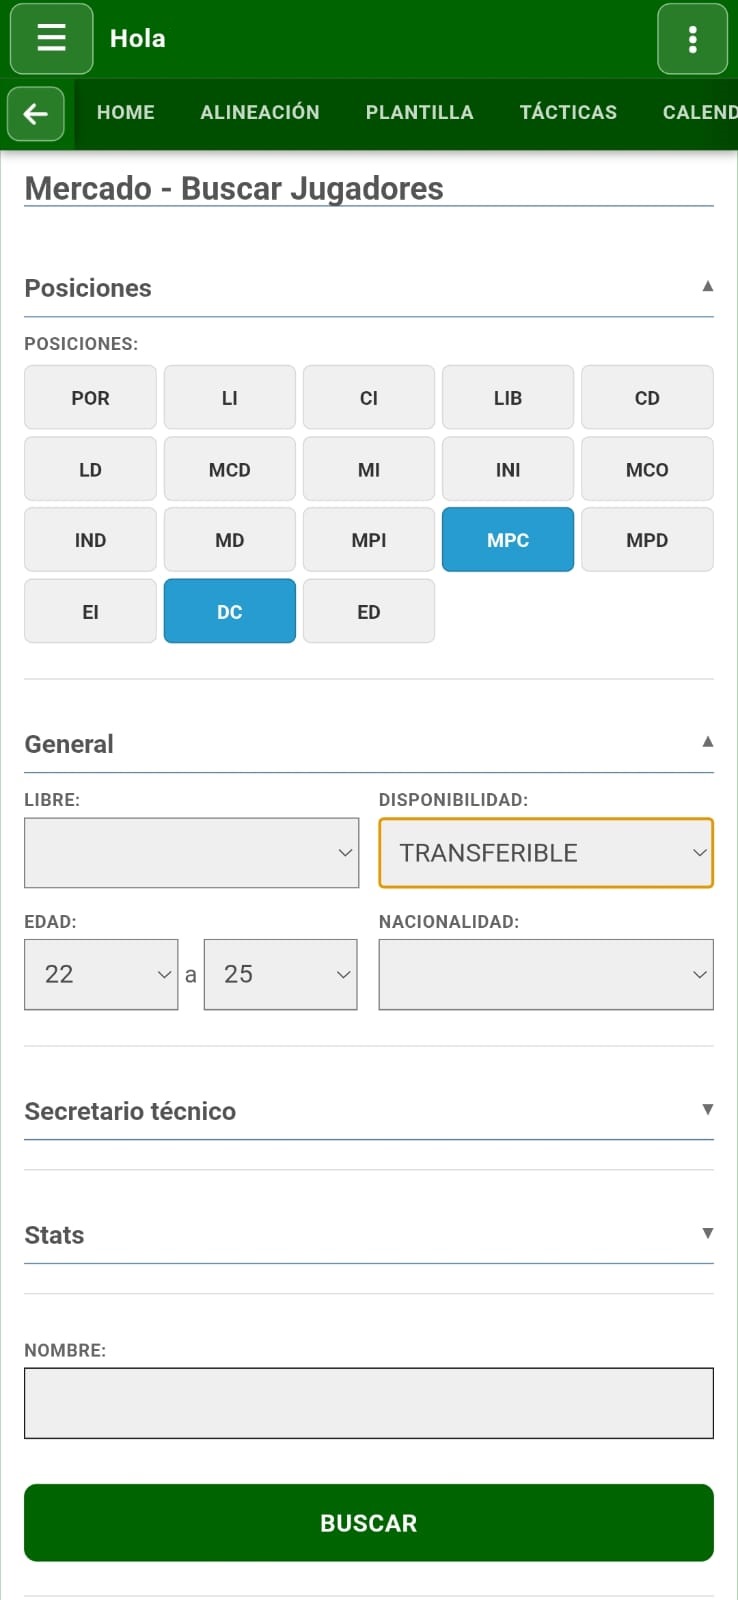 Hola
HOME ALINEACIÓN PLANTILLA TÁCTICAS CALEND
Mercado - Buscar Jugadores
Posiciones
POSICIONES:
POR LI CI LIB CD
LD MCD MI INI MCO
IND MD MPI MPC MPD
EI DC ED
General
LIBRE: DISPONIBILIDAD:
TRANSFERIBLE
EDAD: NACIONALIDAD:
22 a 25
Secretario técnico
Stats
NOMBRE:
BUSCAR